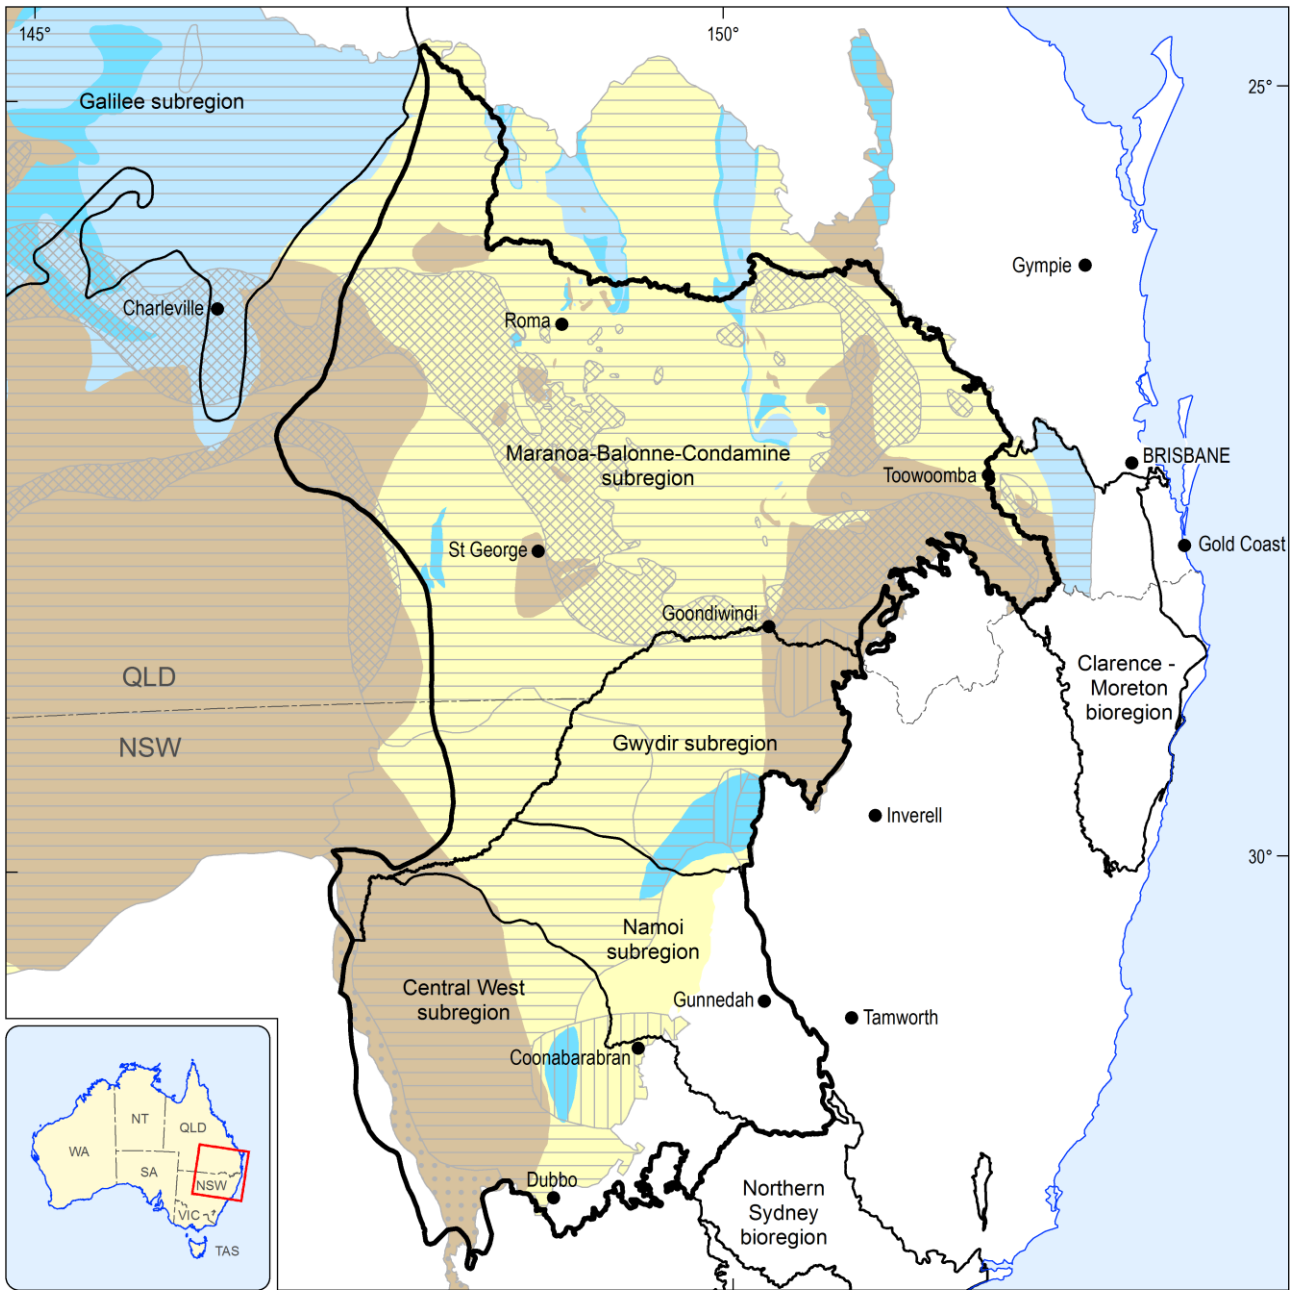 145°
150°
25°
Galilee subregion
Gympie
Charleville
Roma
Maranoa-Balonne-Condamine
subregion
BRISBANE
Toowoomba
St George
Gold Coast
Goondiwindi
QLD
Clarence -
Moreton
bioregion
NSW
Gwydir subregion
Inverell
30°
Namoi
subregion
Central West
subregion
Gunnedah
Tamworth
Coonabarabran
NT
QLD
WA
SA
NSW
VIC
TAS
Dubbo
Northern
Sydney
bioregion